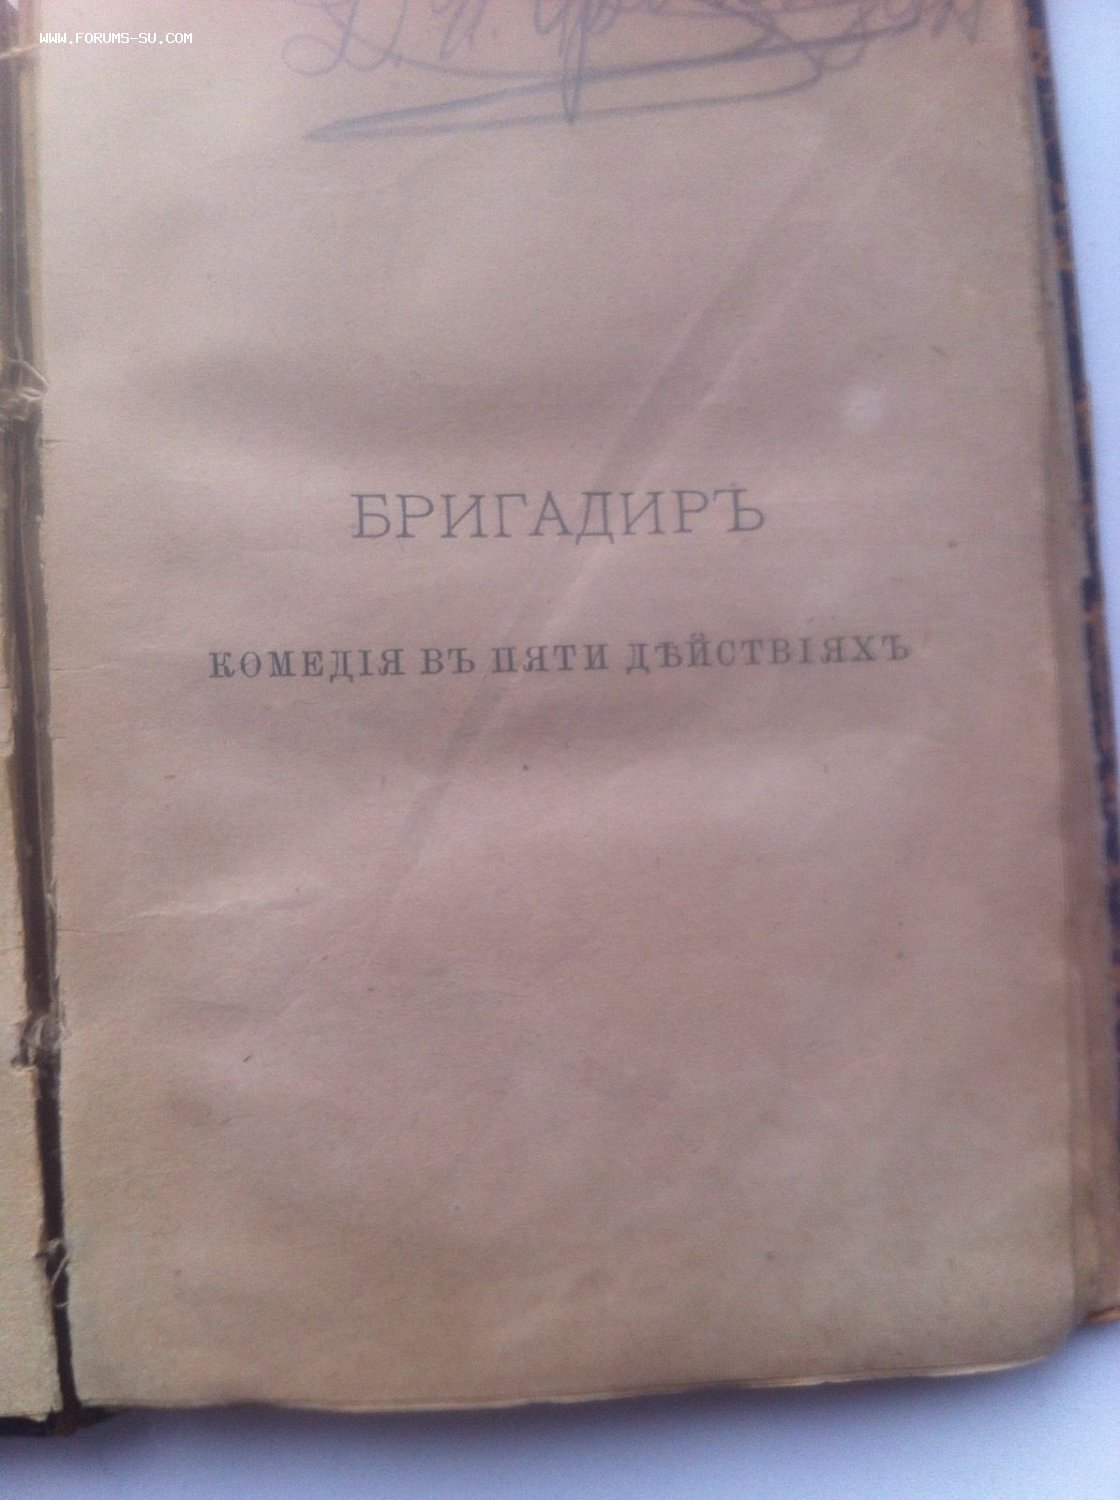 WWW.FORUMS-SU.COM
БРИГАДИРЪ
КОМЕДІЯ ВЪ ПЯТИ ДѢЙСТВІЯХЪ